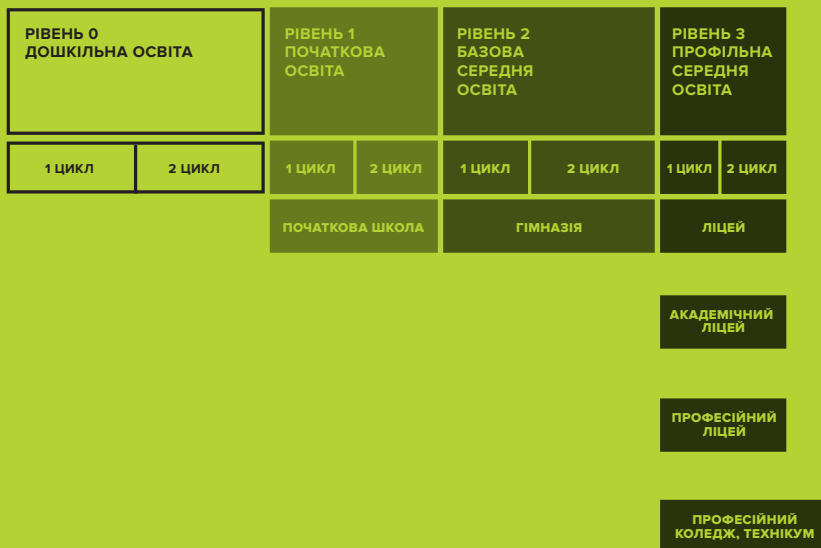 РІВЕНЬ 0
ДОШКІЛЬНА ОСВІТА
РІВЕНЬ 1
ПОЧАТКОВА
ОСВІТА
РІВЕНЬ 2
БАЗОВА
СЕРЕДНЯ
ОСВІТА
РІВЕНЬ 3
ПРОФІЛЬНА
СЕРЕДНЯ
ОСВІТА
1 ЦИКЛ
2 ЦИКЛ
1 ЦИКЛ
2 ЦИКЛ
1 ЦИКЛ
2 ЦИКЛ
1 ЦИКЛ
2 ЦИКЛ
ПОЧАТКОВА ШКОЛА
ГІМНАЗІЯ
ЛІЦЕЙ
АКАДЕМІЧНИЙ
ЛІЦЕЙ
ПРОФЕСІЙНИЙ
ЛІЦЕЙ
ПРОФЕСІЙНИЙ
КОЛЕДЖ, ТЕХНІКУМ